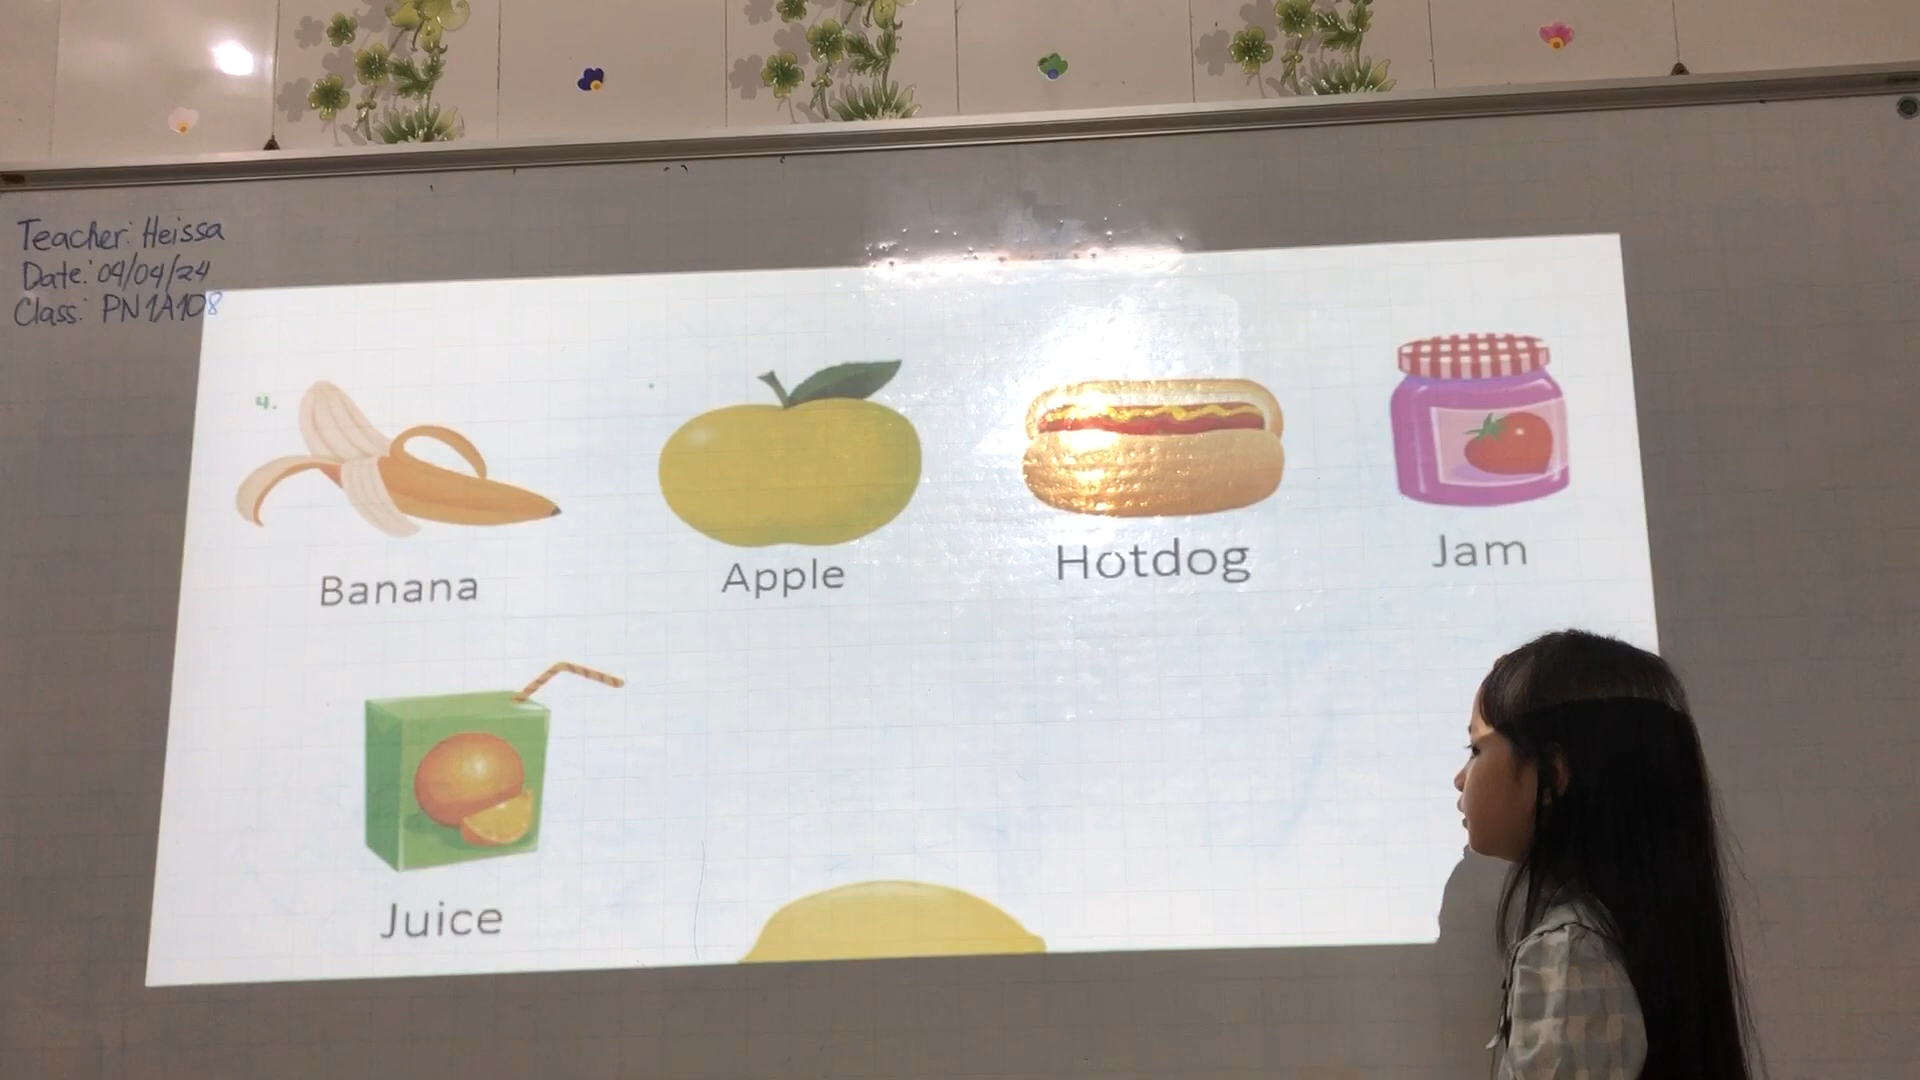 Teacher: Heissa
Date: 04/04/24
Class: PN1A108
4.
Banana
Apple
Hotdog
Jam
Juice